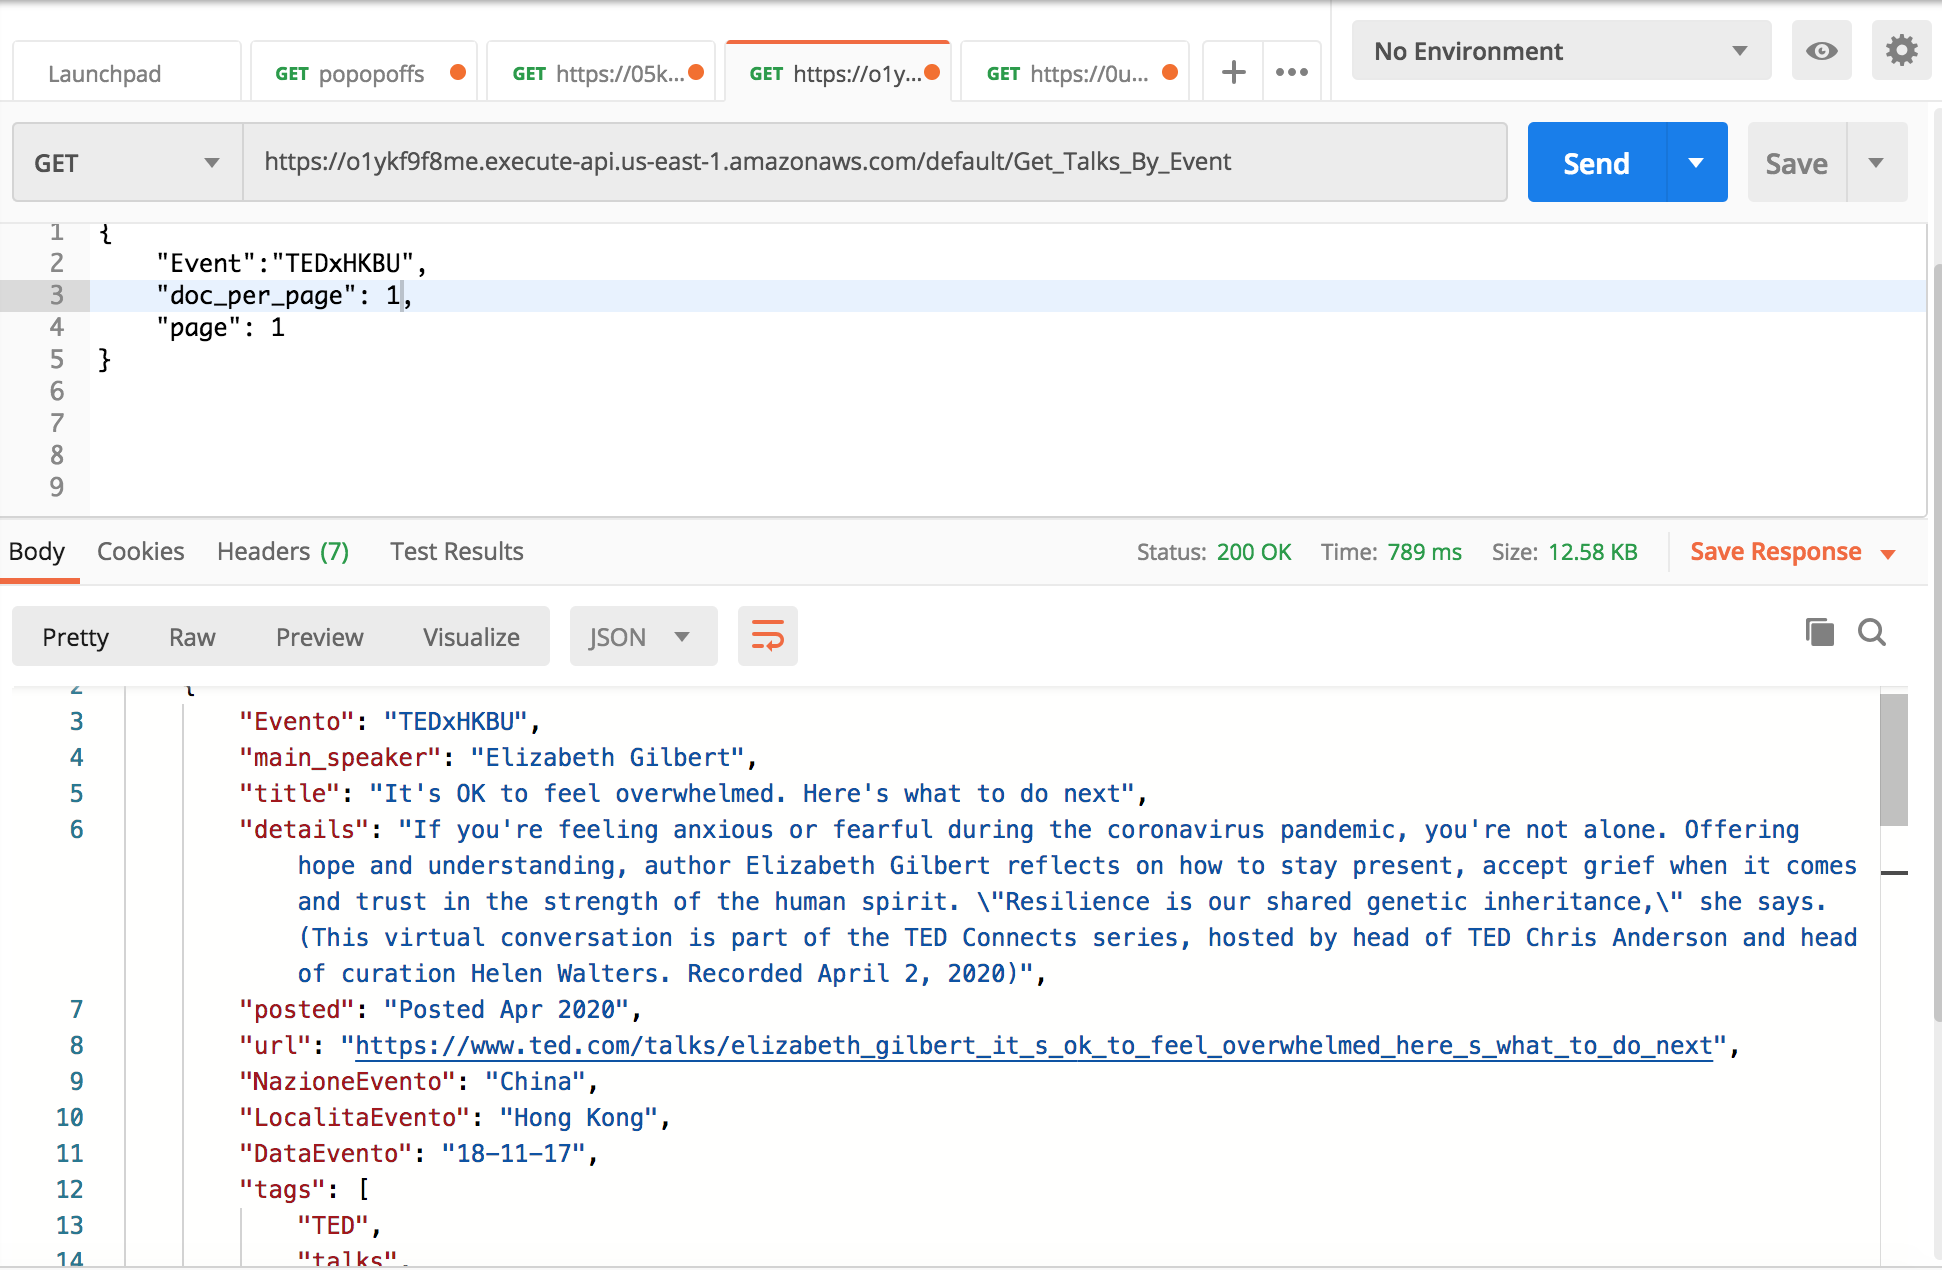 Launchpad
GET popopoffs
GET https://05k...
GET https://o1y...
GET https://0u...
No Environment
GET
https://o1ykf9f8me.execute-api.us-east-1.amazonaws.com/default/Get_Talks_By_Event
Send
Save
1 {
2 "Event":"TEDxHKBU",
3 "doc_per_page": 1,
4 "page": 1
5 }
6
7
8
9
Body Cookies Headers (7) Test Results
Status: 200 OK Time: 789 ms Size: 12.58 KB Save Response
Pretty Raw Preview Visualize JSON
2 {
3 "Evento": "TEDxHKBU",
4 "main_speaker": "Elizabeth Gilbert",
5 "title": "It's OK to feel overwhelmed. Here's what to do next",
6 "details": "If you're feeling anxious or fearful during the coronavirus pandemic, you're not alone. Offering
hope and understanding, author Elizabeth Gilbert reflects on how to stay present, accept grief when it comes
and trust in the strength of the human spirit. \"Resilience is our shared genetic inheritance,\" she says.
(This virtual conversation is part of the TED Connects series, hosted by head of TED Chris Anderson and head
of curation Helen Walters. Recorded April 2, 2020)",
7 "posted": "Posted Apr 2020",
8 "url": "https://www.ted.com/talks/elizabeth_gilbert_it_s_ok_to_feel_overwhelmed_here_s_what_to_do_next",
9 "NazioneEvento": "China",
10 "LocalitaEvento": "Hong Kong",
11 "DataEvento": "18-11-17",
12 "tags": [
13 "TED",
14 "talks",